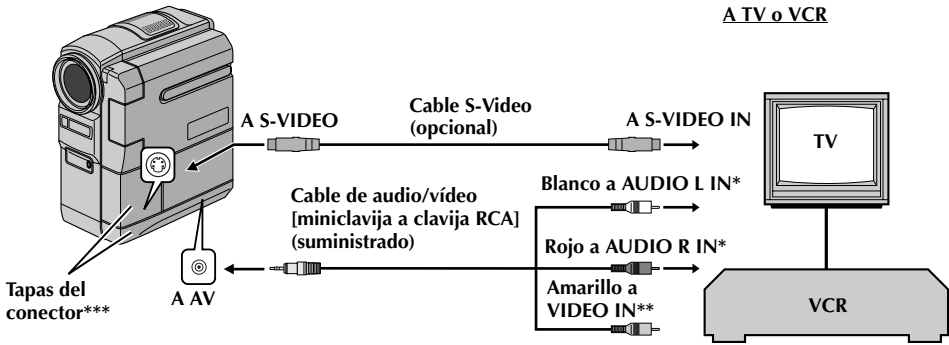 A TV o VCR
Cable S-Video
(opcional)
A S-VIDEO
A S-VIDEO IN
TV
Blanco a AUDIO L IN*
Cable de audio/vídeo
[miniclavija a clavija RCA]
(suministrado)
Rojo a AUDIO R IN*
Tapas del
conector***
A AV
Amarillo a
VIDEO IN**
VCR